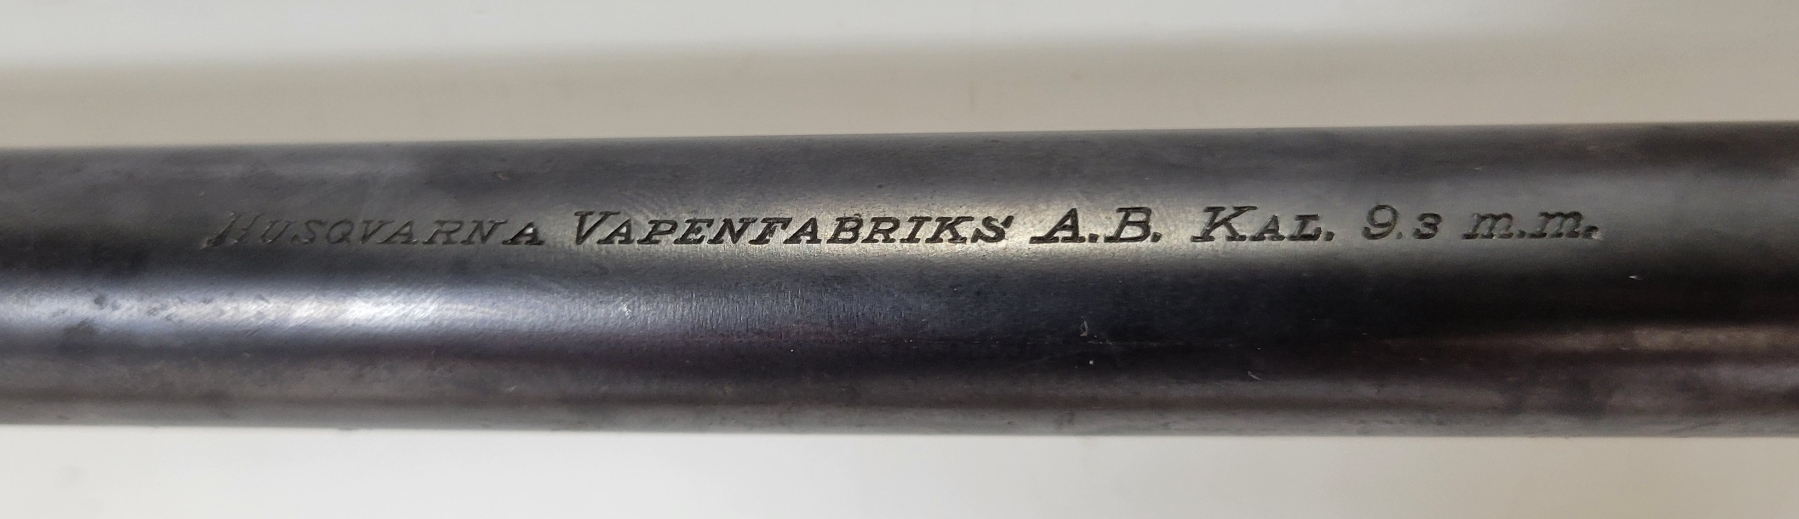 HUSQVARNA VAPENFABRIKS A.B. KAL. 9.3 m.m.